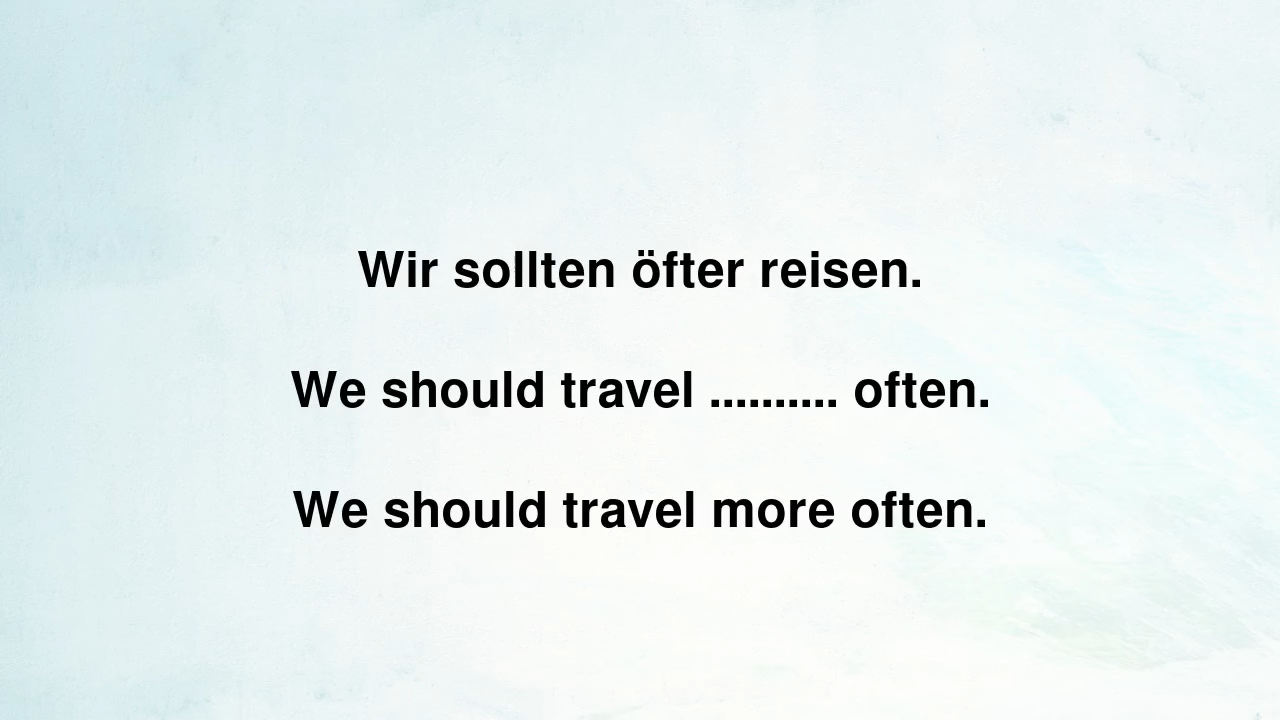 Wir sollten öfter reisen.
We should travel .......... often.
We should travel more often.